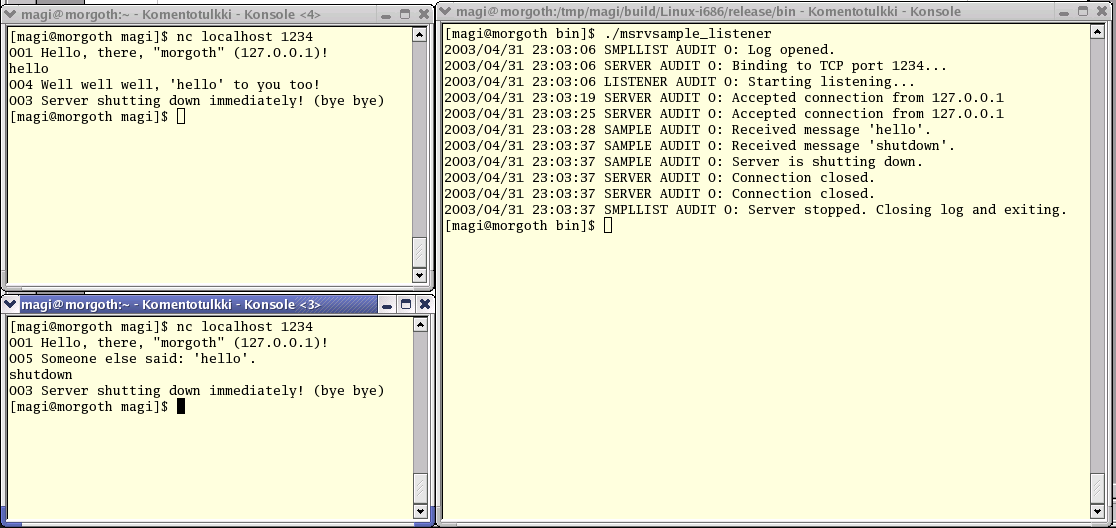 magi@morgoth:~ - Komentotulkki - Konsole <4>
[magi@morgoth magi]$ nc localhost 1234
001 Hello, there, "morgoth" (127.0.0.1)!
hello
004 Well well well, 'hello' to you too!
003 Server shutting down immediately! (bye bye)
[magi@morgoth magi]$
magi@morgoth:~ - Komentotulkki - Konsole <3>
[magi@morgoth magi]$ nc localhost 1234
001 Hello, there, "morgoth" (127.0.0.1)!
005 Someone else said: 'hello'.
shutdown
003 Server shutting down immediately! (bye bye)
[magi@morgoth magi]$
magi@morgoth:/tmp/magi/build/Linux-i686/release/bin - Komentotulkki - Konsole
[magi@morgoth bin]$ ./msrvsample_listener
2003/04/31 23:03:06 SMPLLIST AUDIT 0: Log opened.
2003/04/31 23:03:06 SERVER AUDIT 0: Binding to TCP port 1234...
2003/04/31 23:03:06 LISTENER AUDIT 0: Starting listening...
2003/04/31 23:03:19 SERVER AUDIT 0: Accepted connection from 127.0.0.1
2003/04/31 23:03:25 SERVER AUDIT 0: Accepted connection from 127.0.0.1
2003/04/31 23:03:28 SAMPLE AUDIT 0: Received message 'hello'.
2003/04/31 23:03:37 SAMPLE AUDIT 0: Received message 'shutdown'.
2003/04/31 23:03:37 SAMPLE AUDIT 0: Server is shutting down.
2003/04/31 23:03:37 SERVER AUDIT 0: Connection closed.
2003/04/31 23:03:37 SERVER AUDIT 0: Connection closed.
2003/04/31 23:03:37 SMPLLIST AUDIT 0: Server stopped. Closing log and exiting.
[magi@morgoth bin]$